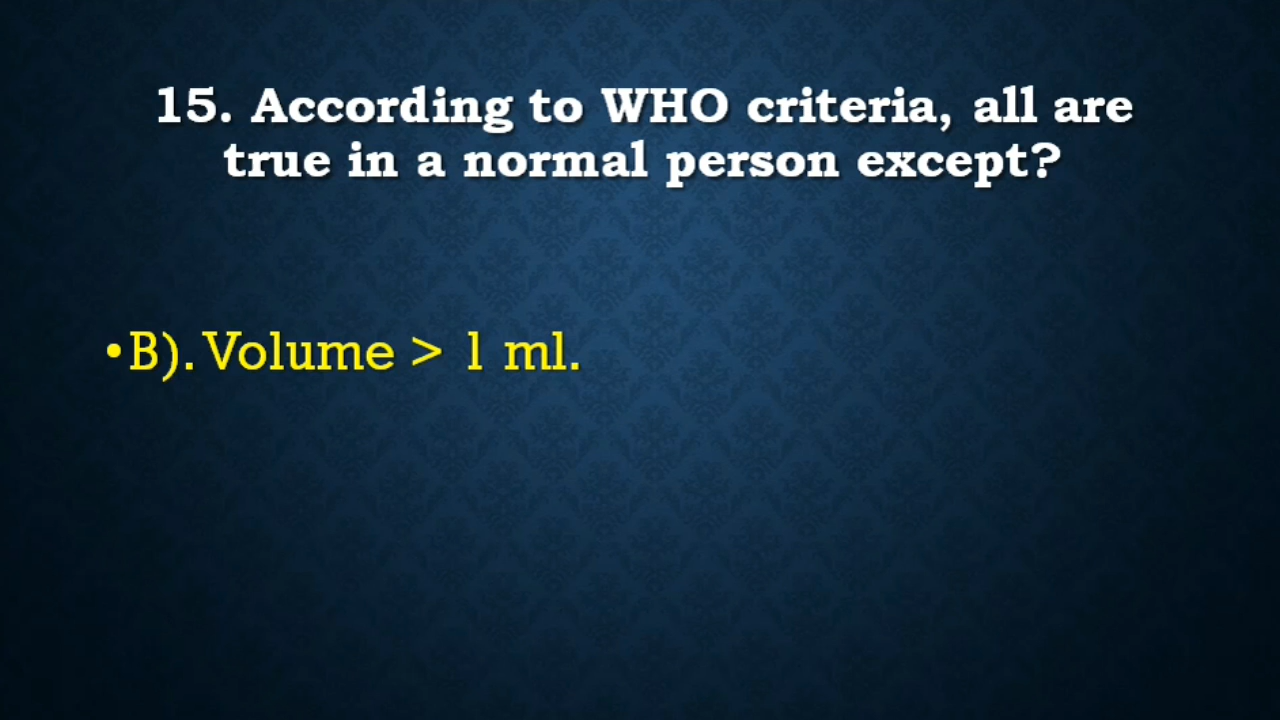 15. According to WHO criteria, all are
true in a normal person except?
•B). Volume > 1 ml.